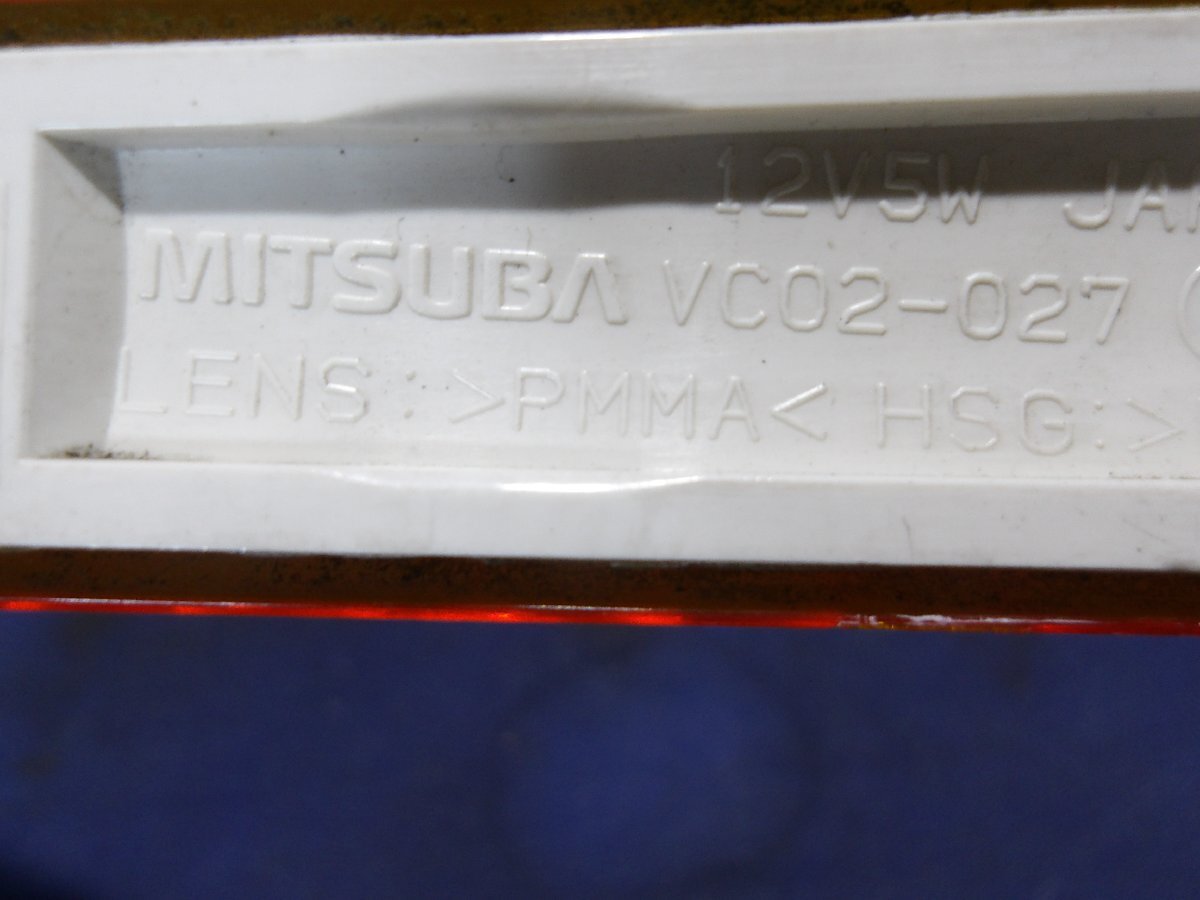 12V5W
MITSUBA VC02-027
LENS:>PMMA< HSG:>